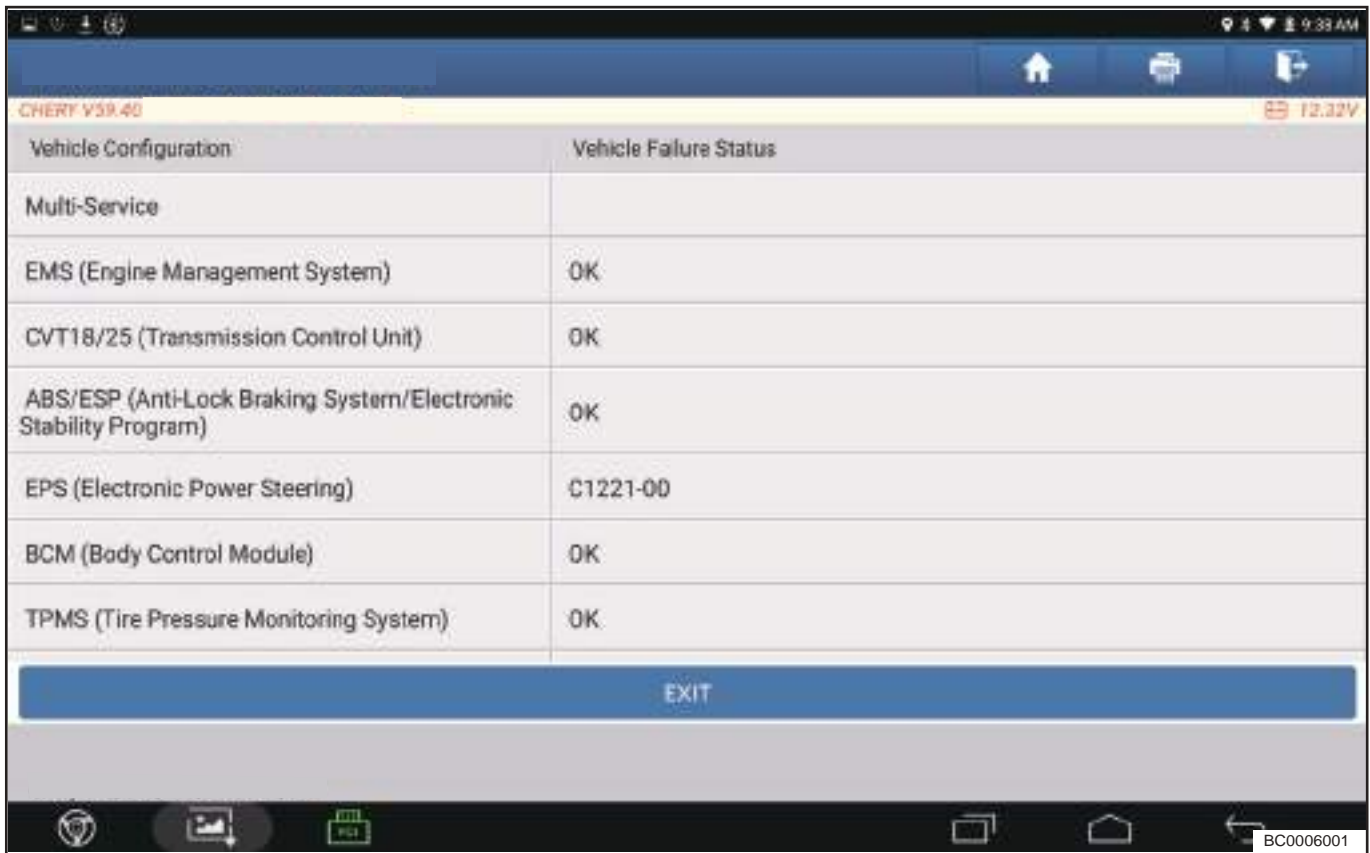 9:33 AM
CHERY V59.40
12.32V
Vehicle Configuration
Vehicle Failure Status
Multi-Service
EMS (Engine Management System)
OK
CVT18/25 (Transmission Control Unit)
OK
ABS/ESP (Anti-Lock Braking System/Electronic
Stability Program)
OK
EPS (Electronic Power Steering)
C1221-00
BCM (Body Control Module)
OK
TPMS (Tire Pressure Monitoring System)
OK
EXIT
BC0006001